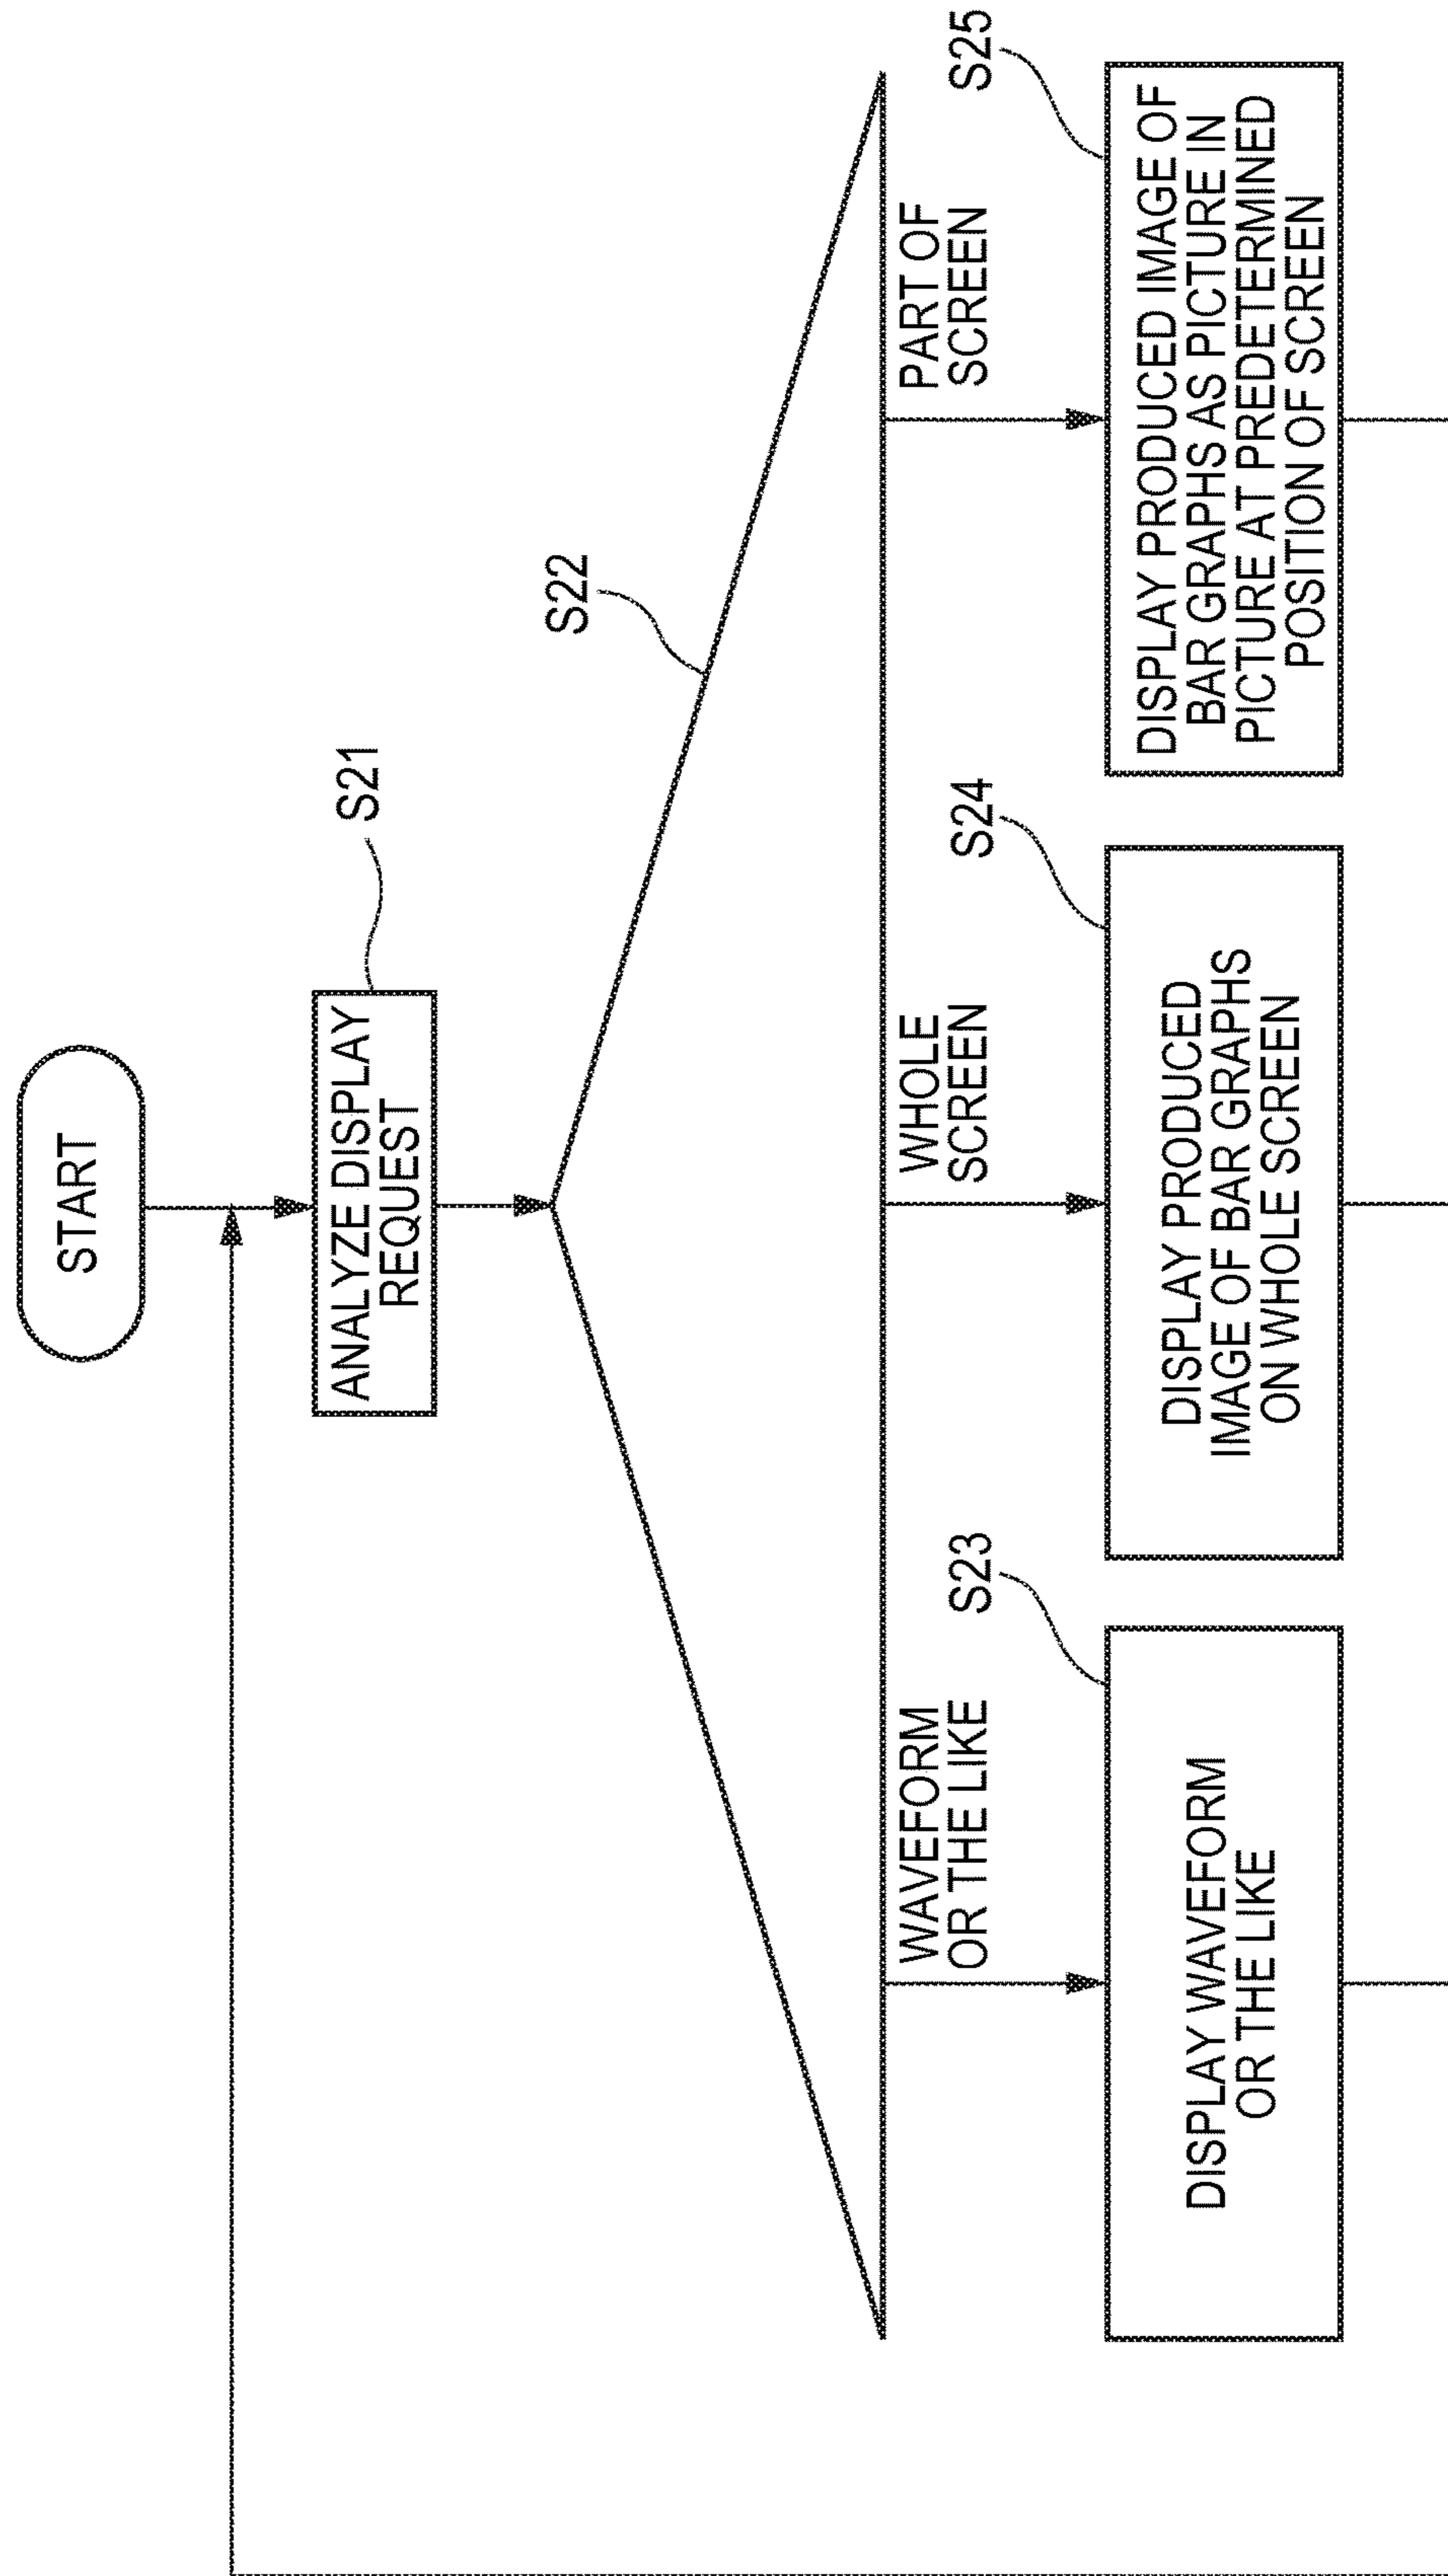 START
ANALYZE DISPLAY
REQUEST
S21
S22
WAVEFORM
OR THE LIKE
S23
DISPLAY WAVEFORM
OR THE LIKE
WHOLE
SCREEN
S24
DISPLAY PRODUCED
IMAGE OF BAR GRAPHS
ON WHOLE SCREEN
PART OF
SCREEN
S25
DISPLAY PRODUCED IMAGE OF
BAR GRAPHS AS PICTURE IN
PICTURE AT PREDETERMINED
POSITION OF SCREEN